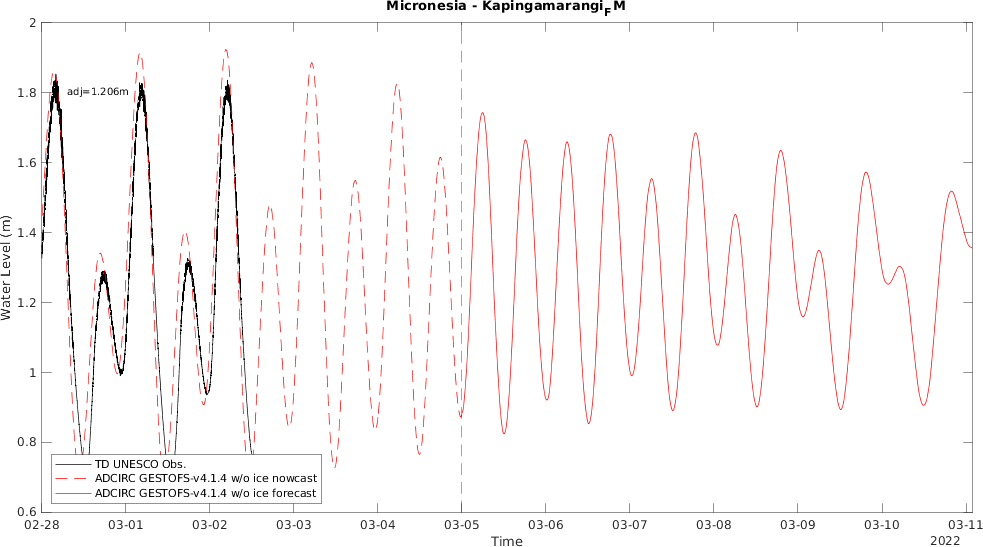 Micronesia - Kapingamarangi_FM
2
1.8
1.6
1.4
1.2
1
0.8
0.6
Water Level (m)
adj=1.206m
TD UNESCO Obs.
ADCIRC GESTOFS-v4.1.4 w/o ice nowcast
ADCIRC GESTOFS-v4.1.4 w/o ice forecast
02-28 03-01 03-02 03-03 03-04 03-05 03-06 03-07 03-08 03-09 03-10 03-11
Time
2022